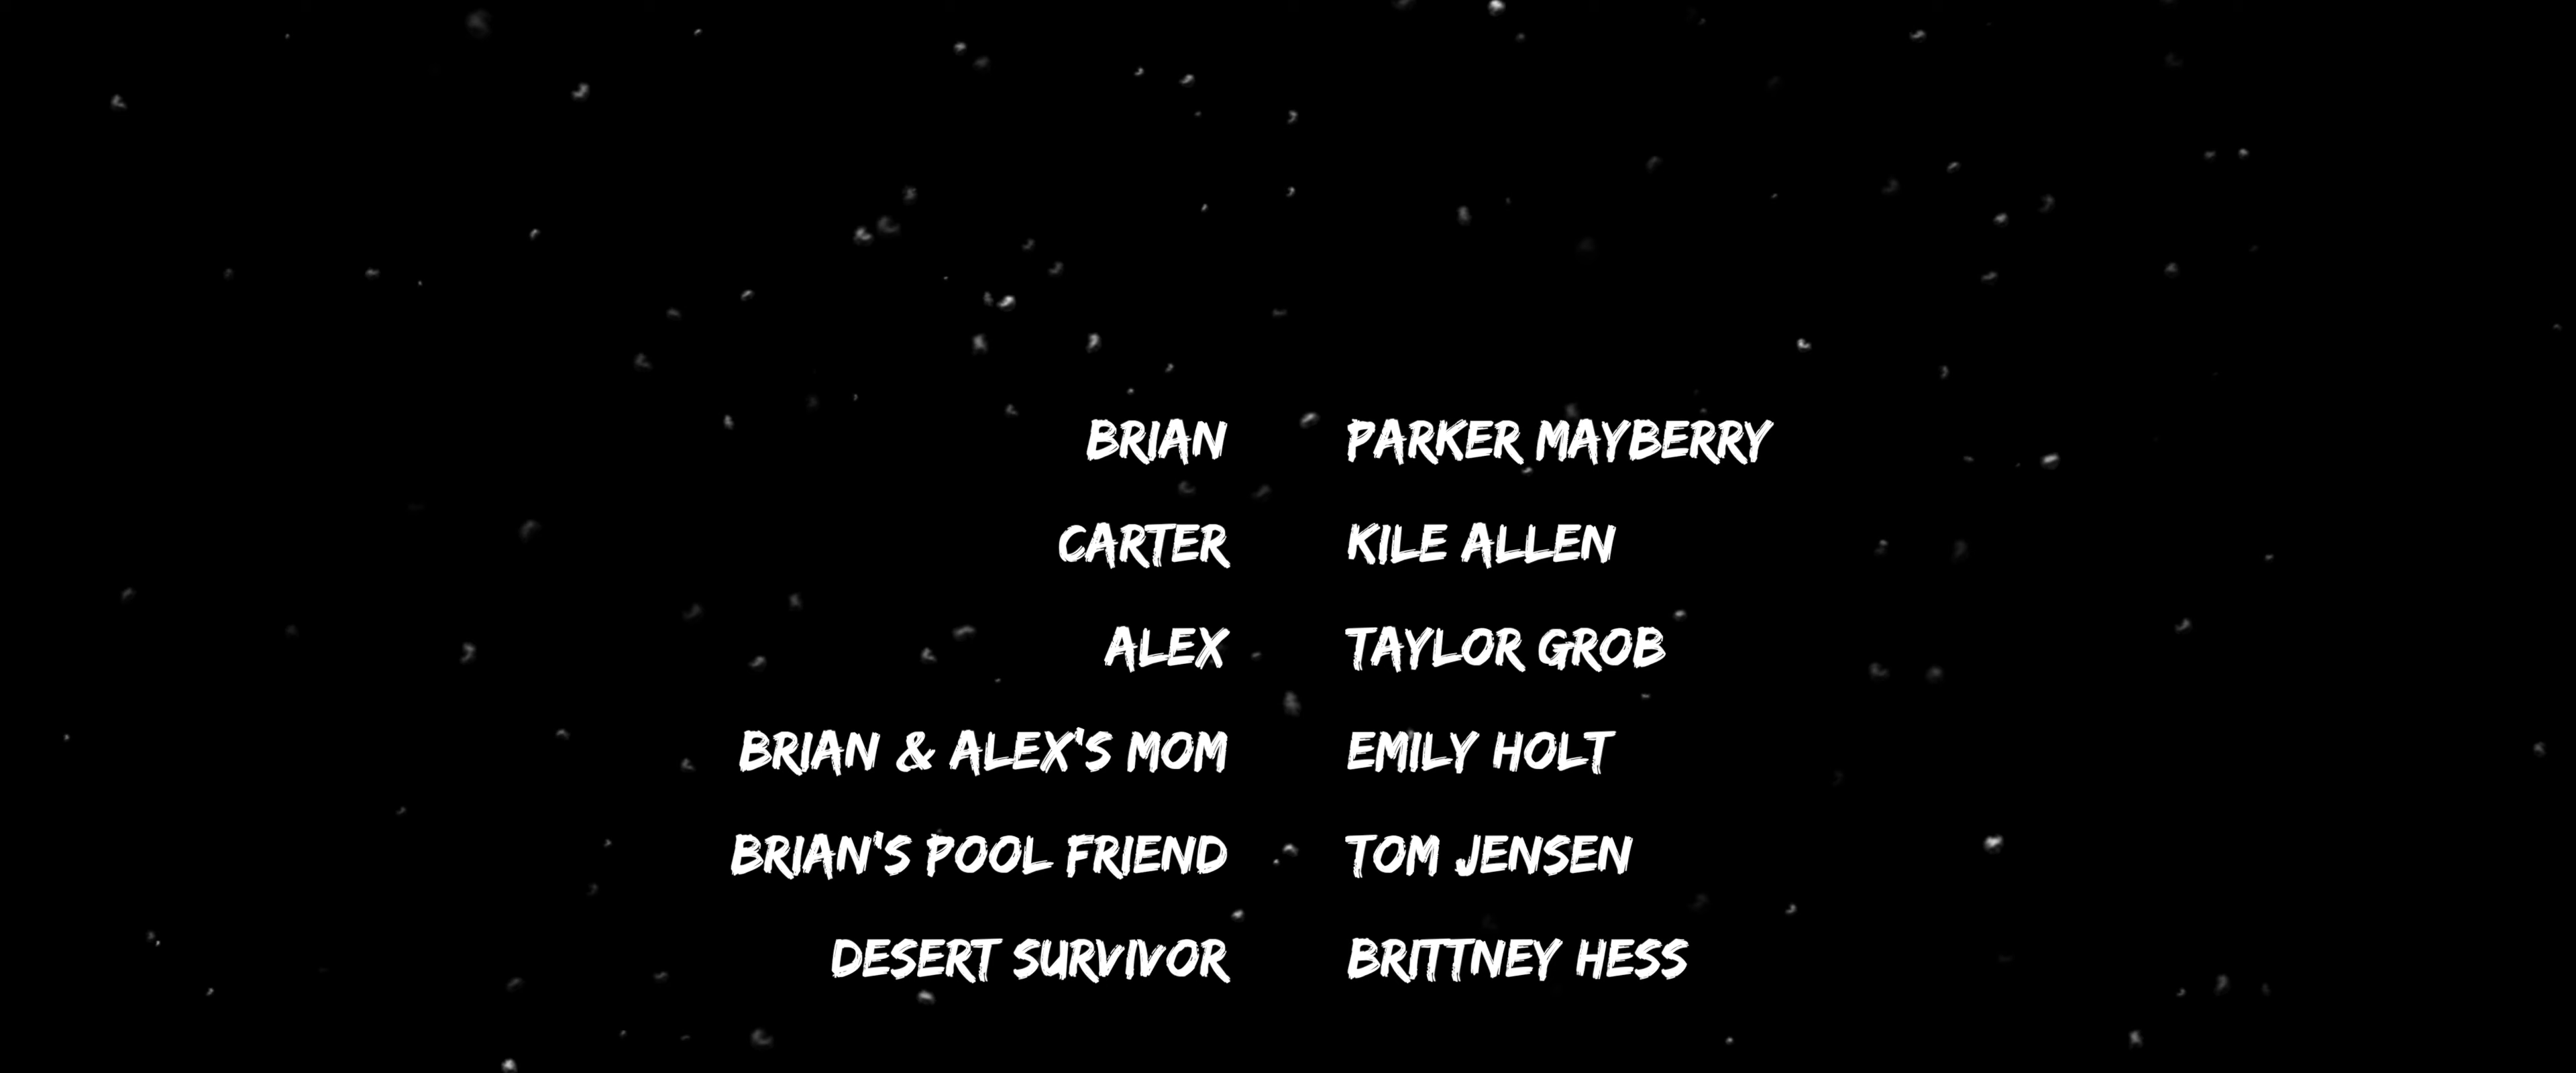 BRIAN PARKER MAYBERRY
CARTER KILE ALLEN
ALEX TAYLOR GROB
BRIAN & ALEX'S MOM EMILY HOLT
BRIAN'S POOL FRIEND TOM JENSEN
DESERT SURVIVOR BRITTNEY HESS